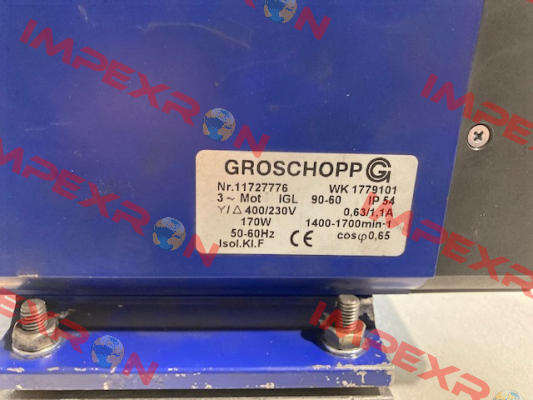 GROSCHOPP G
Nr.11727776 WK 1779101
3~ Mot IGL 90-60 IP 54
Y/△ 400/230V 0,63/1,1A
170W 1400-1700min-1
50-60Hz CE cosφ0,65
Isol.Kl.F
IMPEXRON
IMPEXRON
IMPEXRON
IMPEXRON